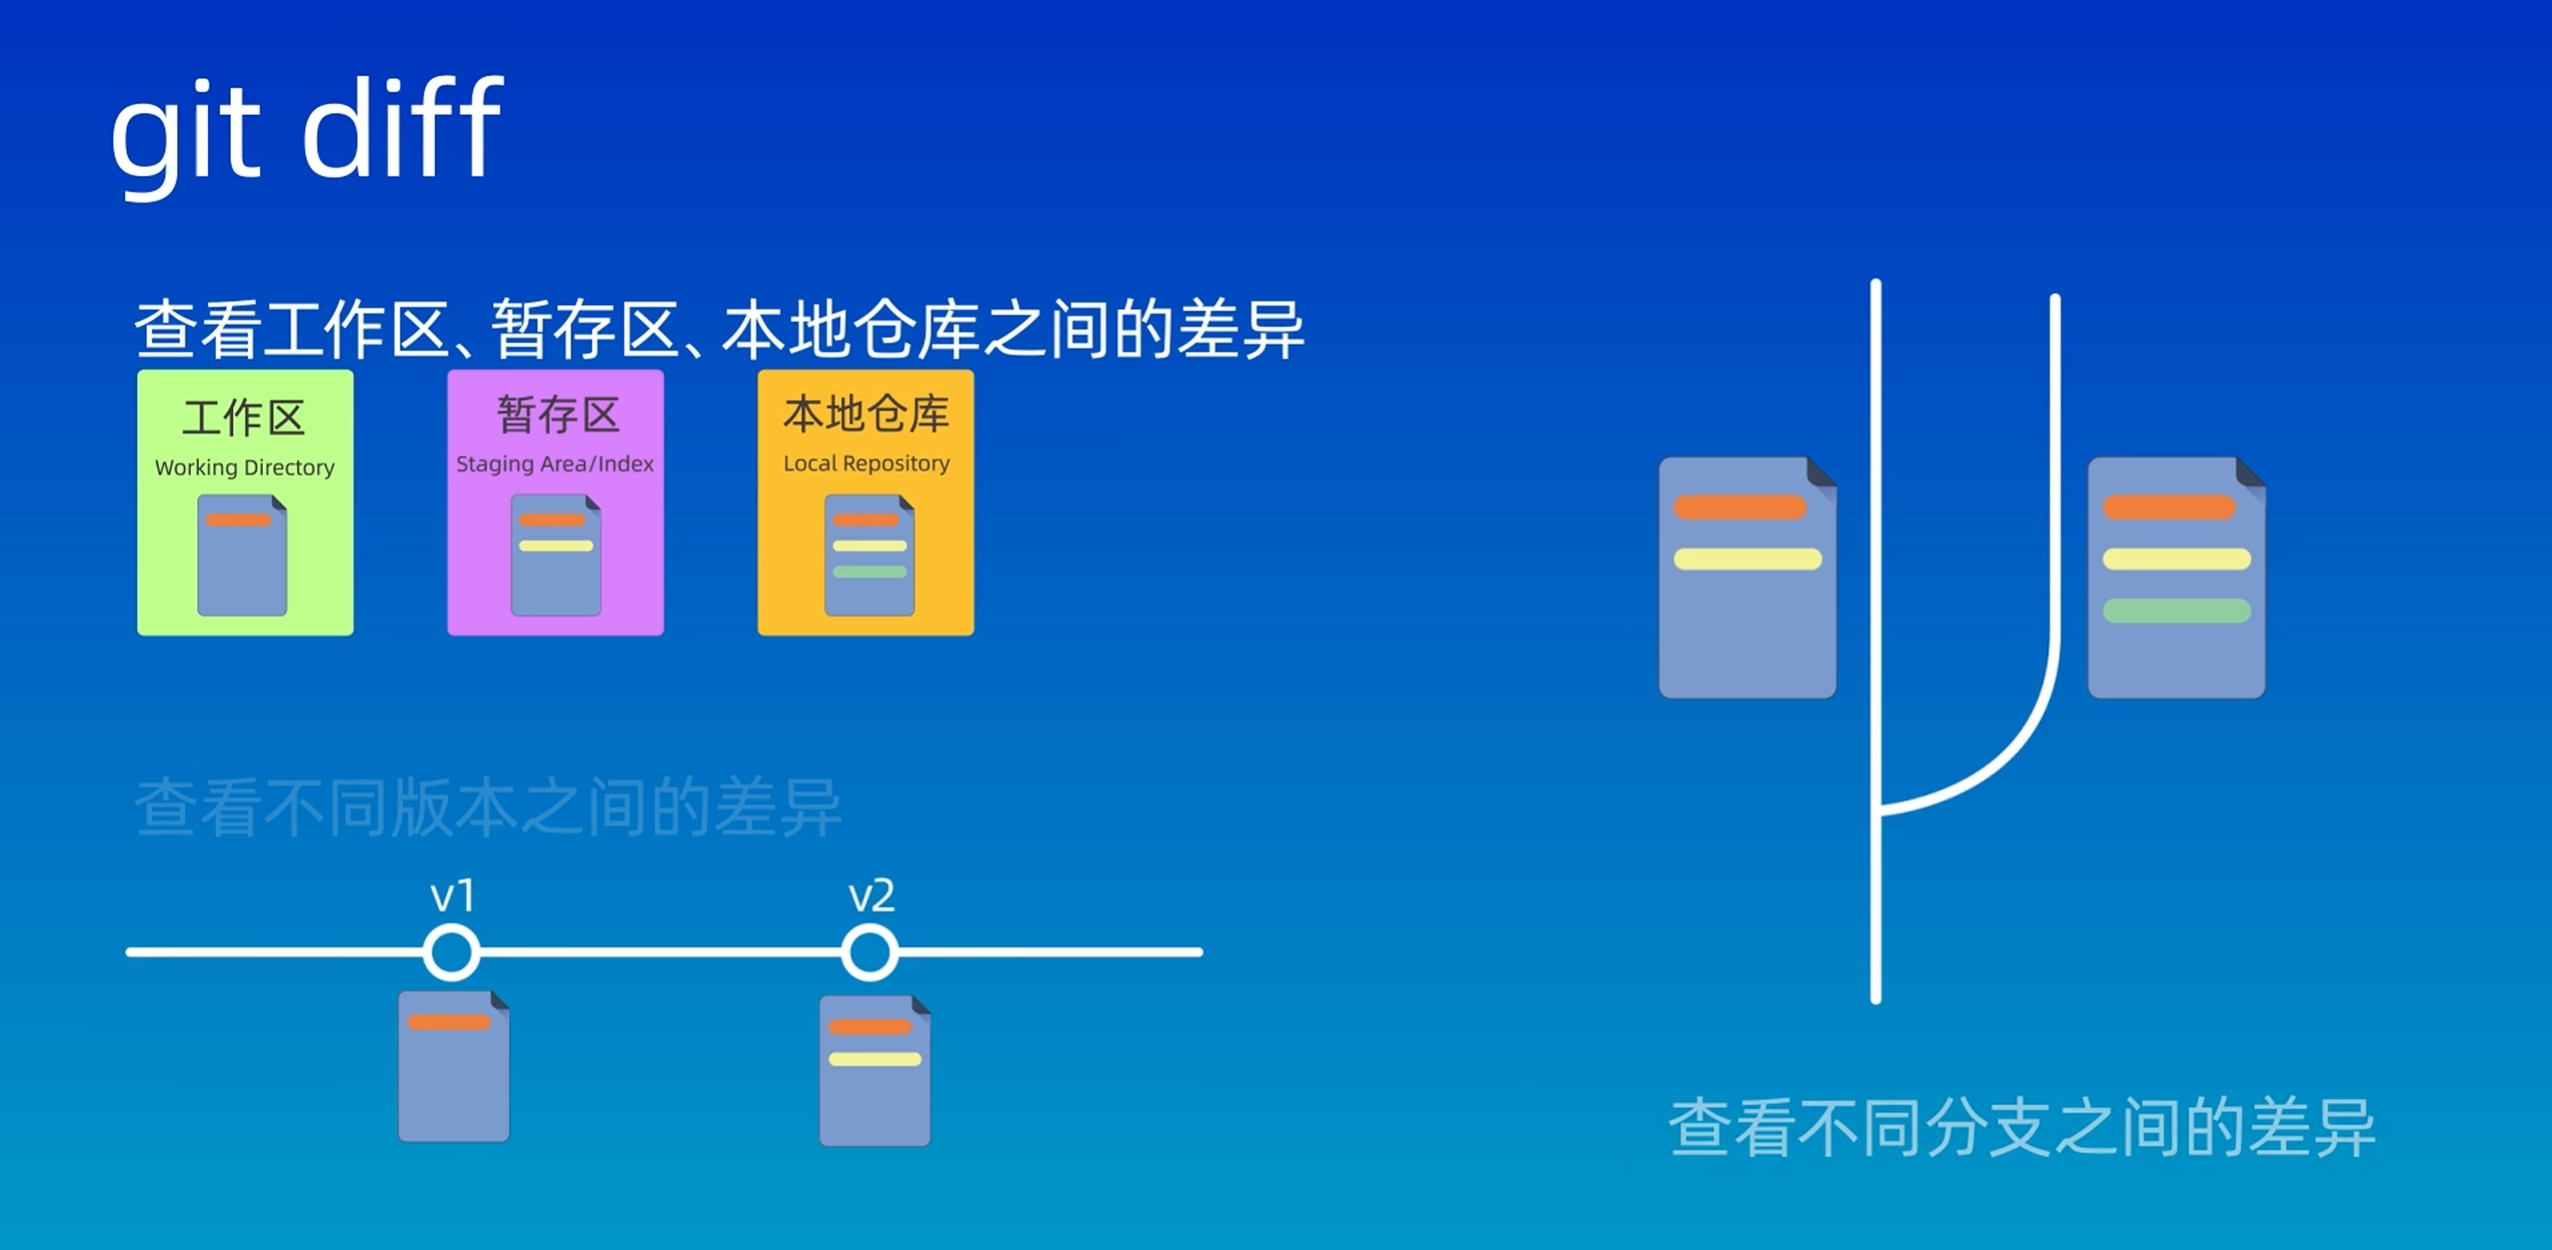 git diff
查看工作区、暂存区、本地仓库之间的差异
工作区
Working Directory
暂存区
Staging Area/Index
本地仓库
Local Repository
查看不同版本之间的差异
v1
v2
查看不同分支之间的差异